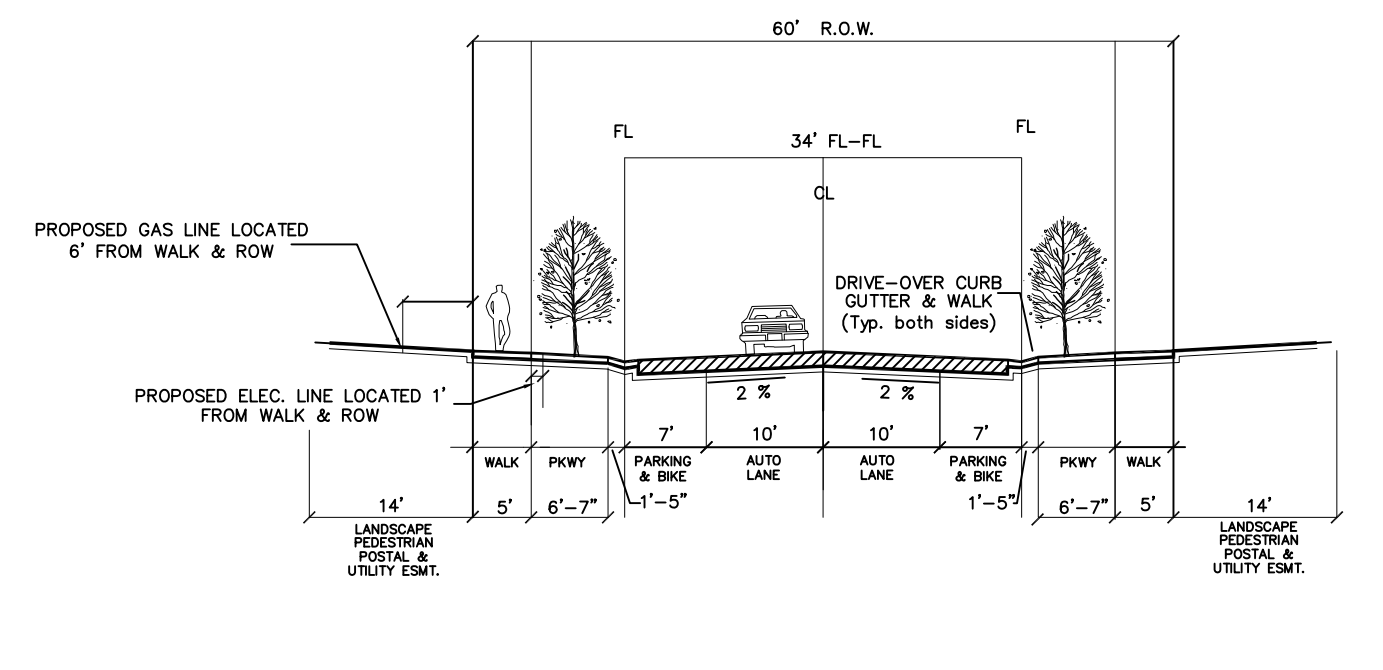 60' R.O.W.
FL
FL
34' FL-FL
CL
PROPOSED GAS LINE LOCATED
6' FROM WALK & ROW
DRIVE-OVER CURB
GUTTER & WALK
(Typ. both sides)
PROPOSED ELEC. LINE LOCATED 1'
FROM WALK & ROW
2 %
2 %
7'
10'
10'
7'
WALK
PKWY
PARKING
& BIKE
AUTO
LANE
AUTO
LANE
PARKING
& BIKE
PKWY
WALK
14'
5'
6'-7"
1'-5"
1'-5"
6'-7"
5'
14'
LANDSCAPE
PEDESTRIAN
POSTAL &
UTILITY ESMT.
LANDSCAPE
PEDESTRIAN
POSTAL &
UTILITY ESMT.